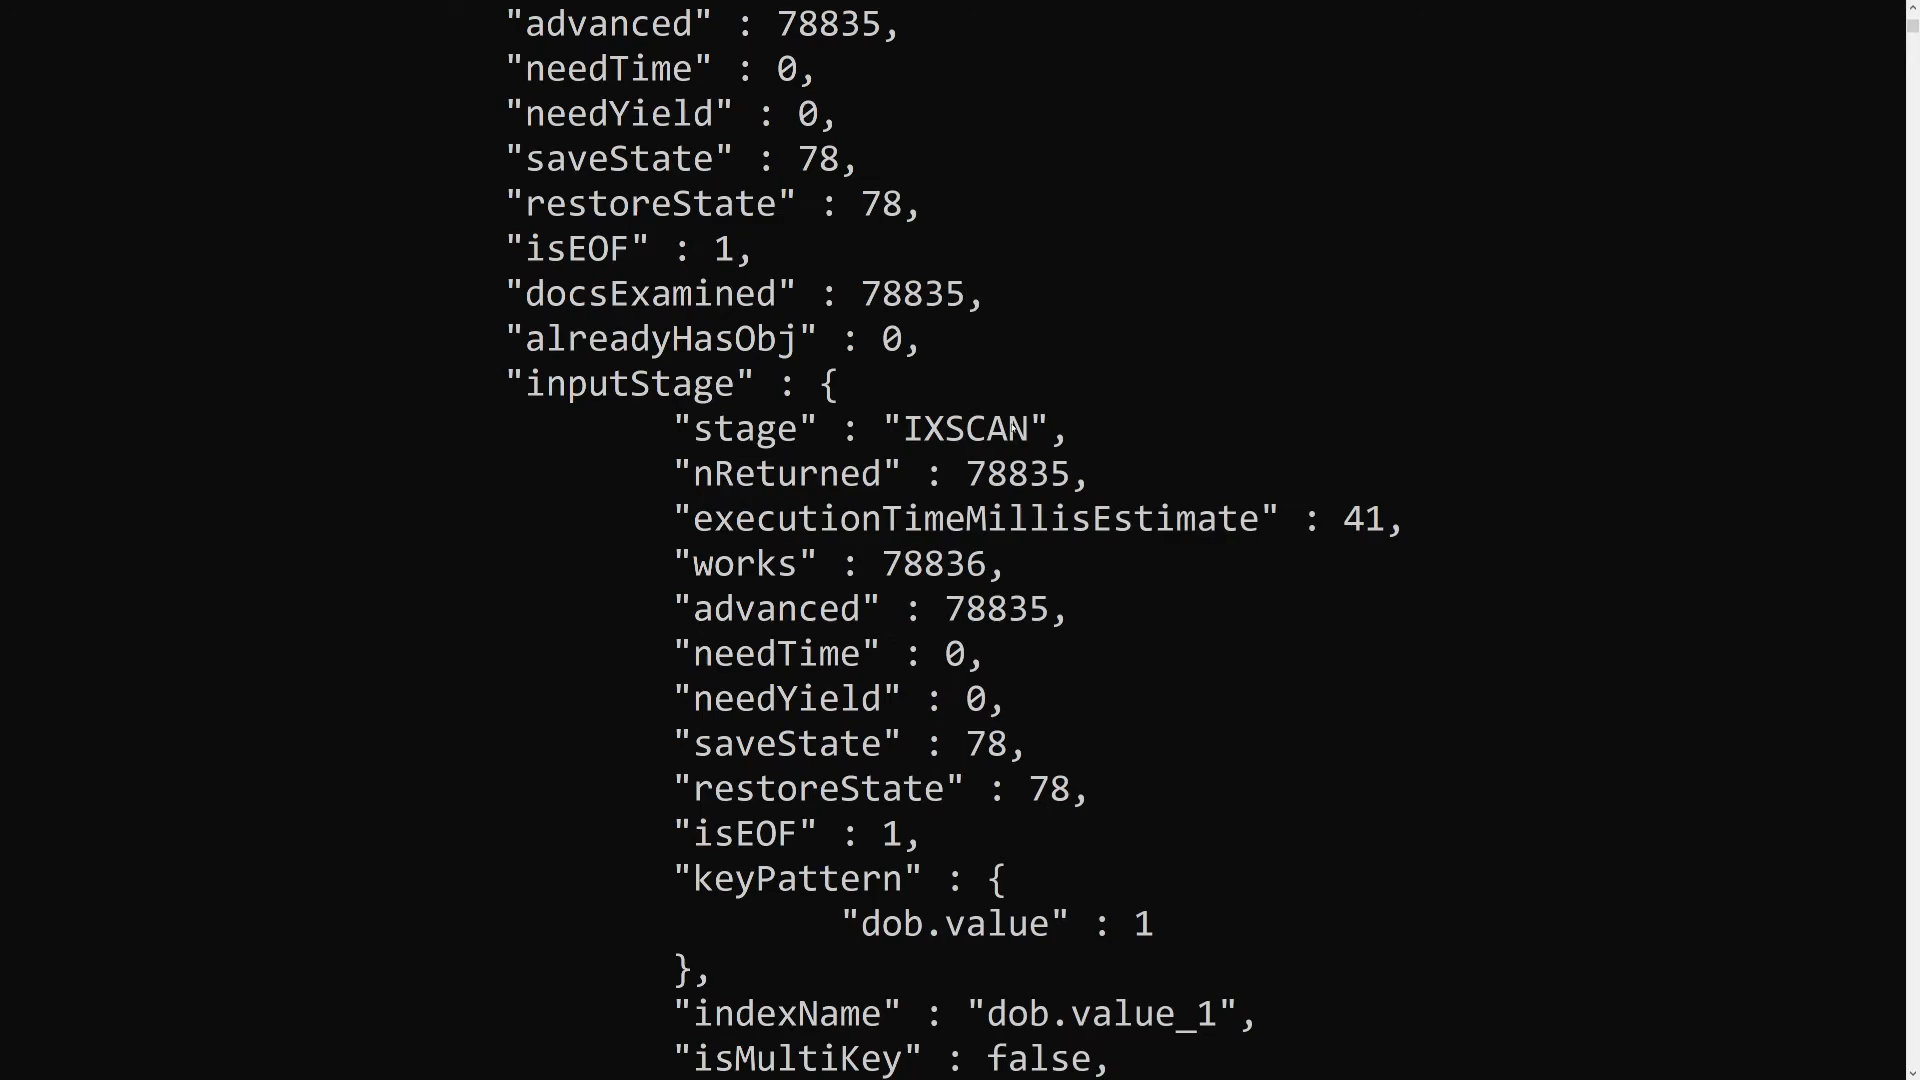 "advanced" : 78835,
"needTime" : 0,
"needYield" : 0,
"saveState" : 78,
"restoreState" : 78,
"isEOF" : 1,
"docsExamined" : 78835,
"alreadyHasObj" : 0,
"inputStage" : {
"stage" : "IXSCAN",
"nReturned" : 78835,
"executionTimeMillisEstimate" : 41,
"works" : 78836,
"advanced" : 78835,
"needTime" : 0,
"needYield" : 0,
"saveState" : 78,
"restoreState" : 78,
"isEOF" : 1,
"keyPattern" : {
"dob.value" : 1
},
"indexName" : "dob.value_1",
"isMultiKey" : false,